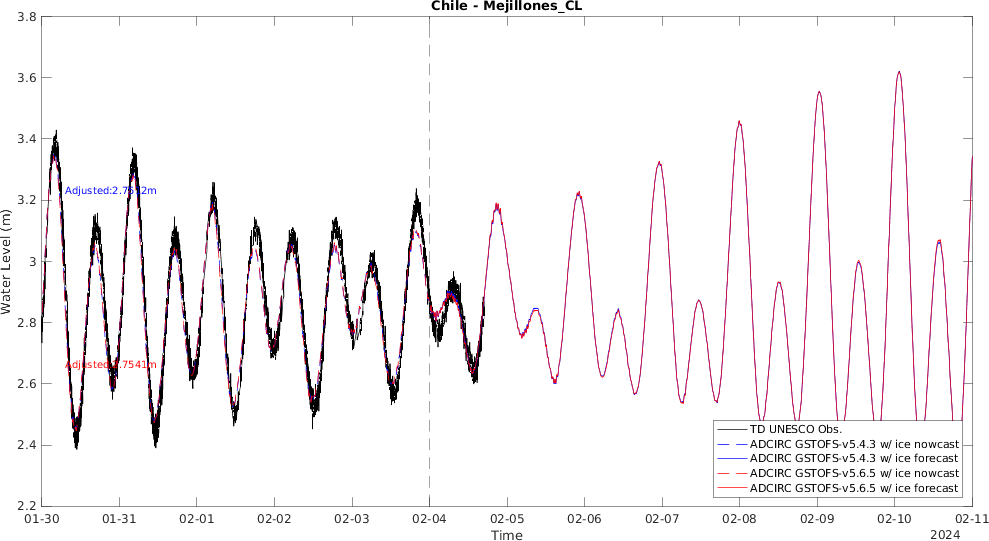 Chile - Mejillones_CL
3.8
3.6
3.4
3.2
3
2.8
2.6
2.4
2.2
Water Level (m)
Adjusted:2.7541m
01-30
01-31
02-01
02-02
02-03
02-04
02-05
02-06
02-07
02-08
02-09
02-10
02-11
2024
Time
TD UNESCO Obs.
ADCIRC GSTOFS-v5.4.3 w/ ice nowcast
ADCIRC GSTOFS-v5.4.3 w/ ice forecast
ADCIRC GSTOFS-v5.6.5 w/ ice nowcast
ADCIRC GSTOFS-v5.6.5 w/ ice forecast